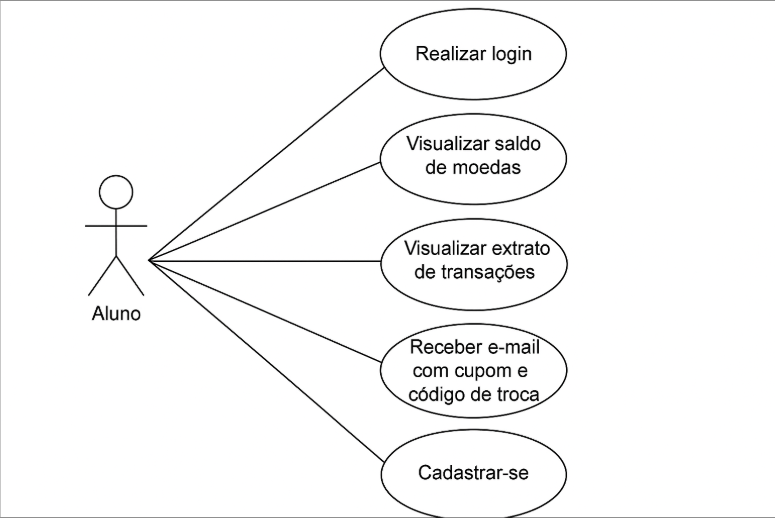 Realizar login
Visualizar saldo
de moedas
Visualizar extrato
de transações
Aluno
Receber e-mail
com cupom e
código de troca
Cadastrar-se